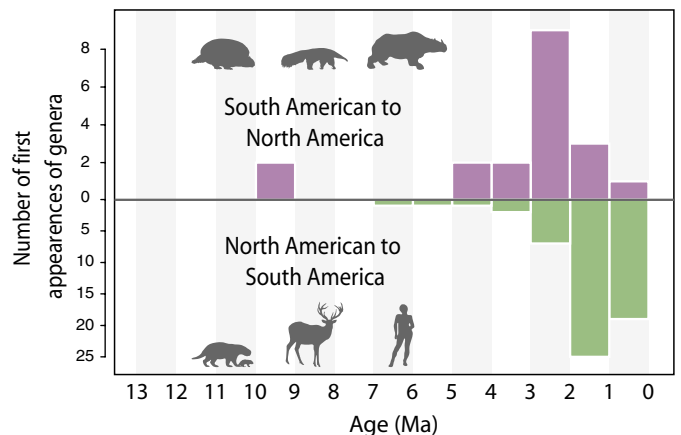 8
6
4
2
0
5
10
15
20
25
Number of first
appearences of genera
South American to
North America
North American to
South America
13 12 11 10 9 8 7 6 5 4 3 2 1 0
Age (Ma)